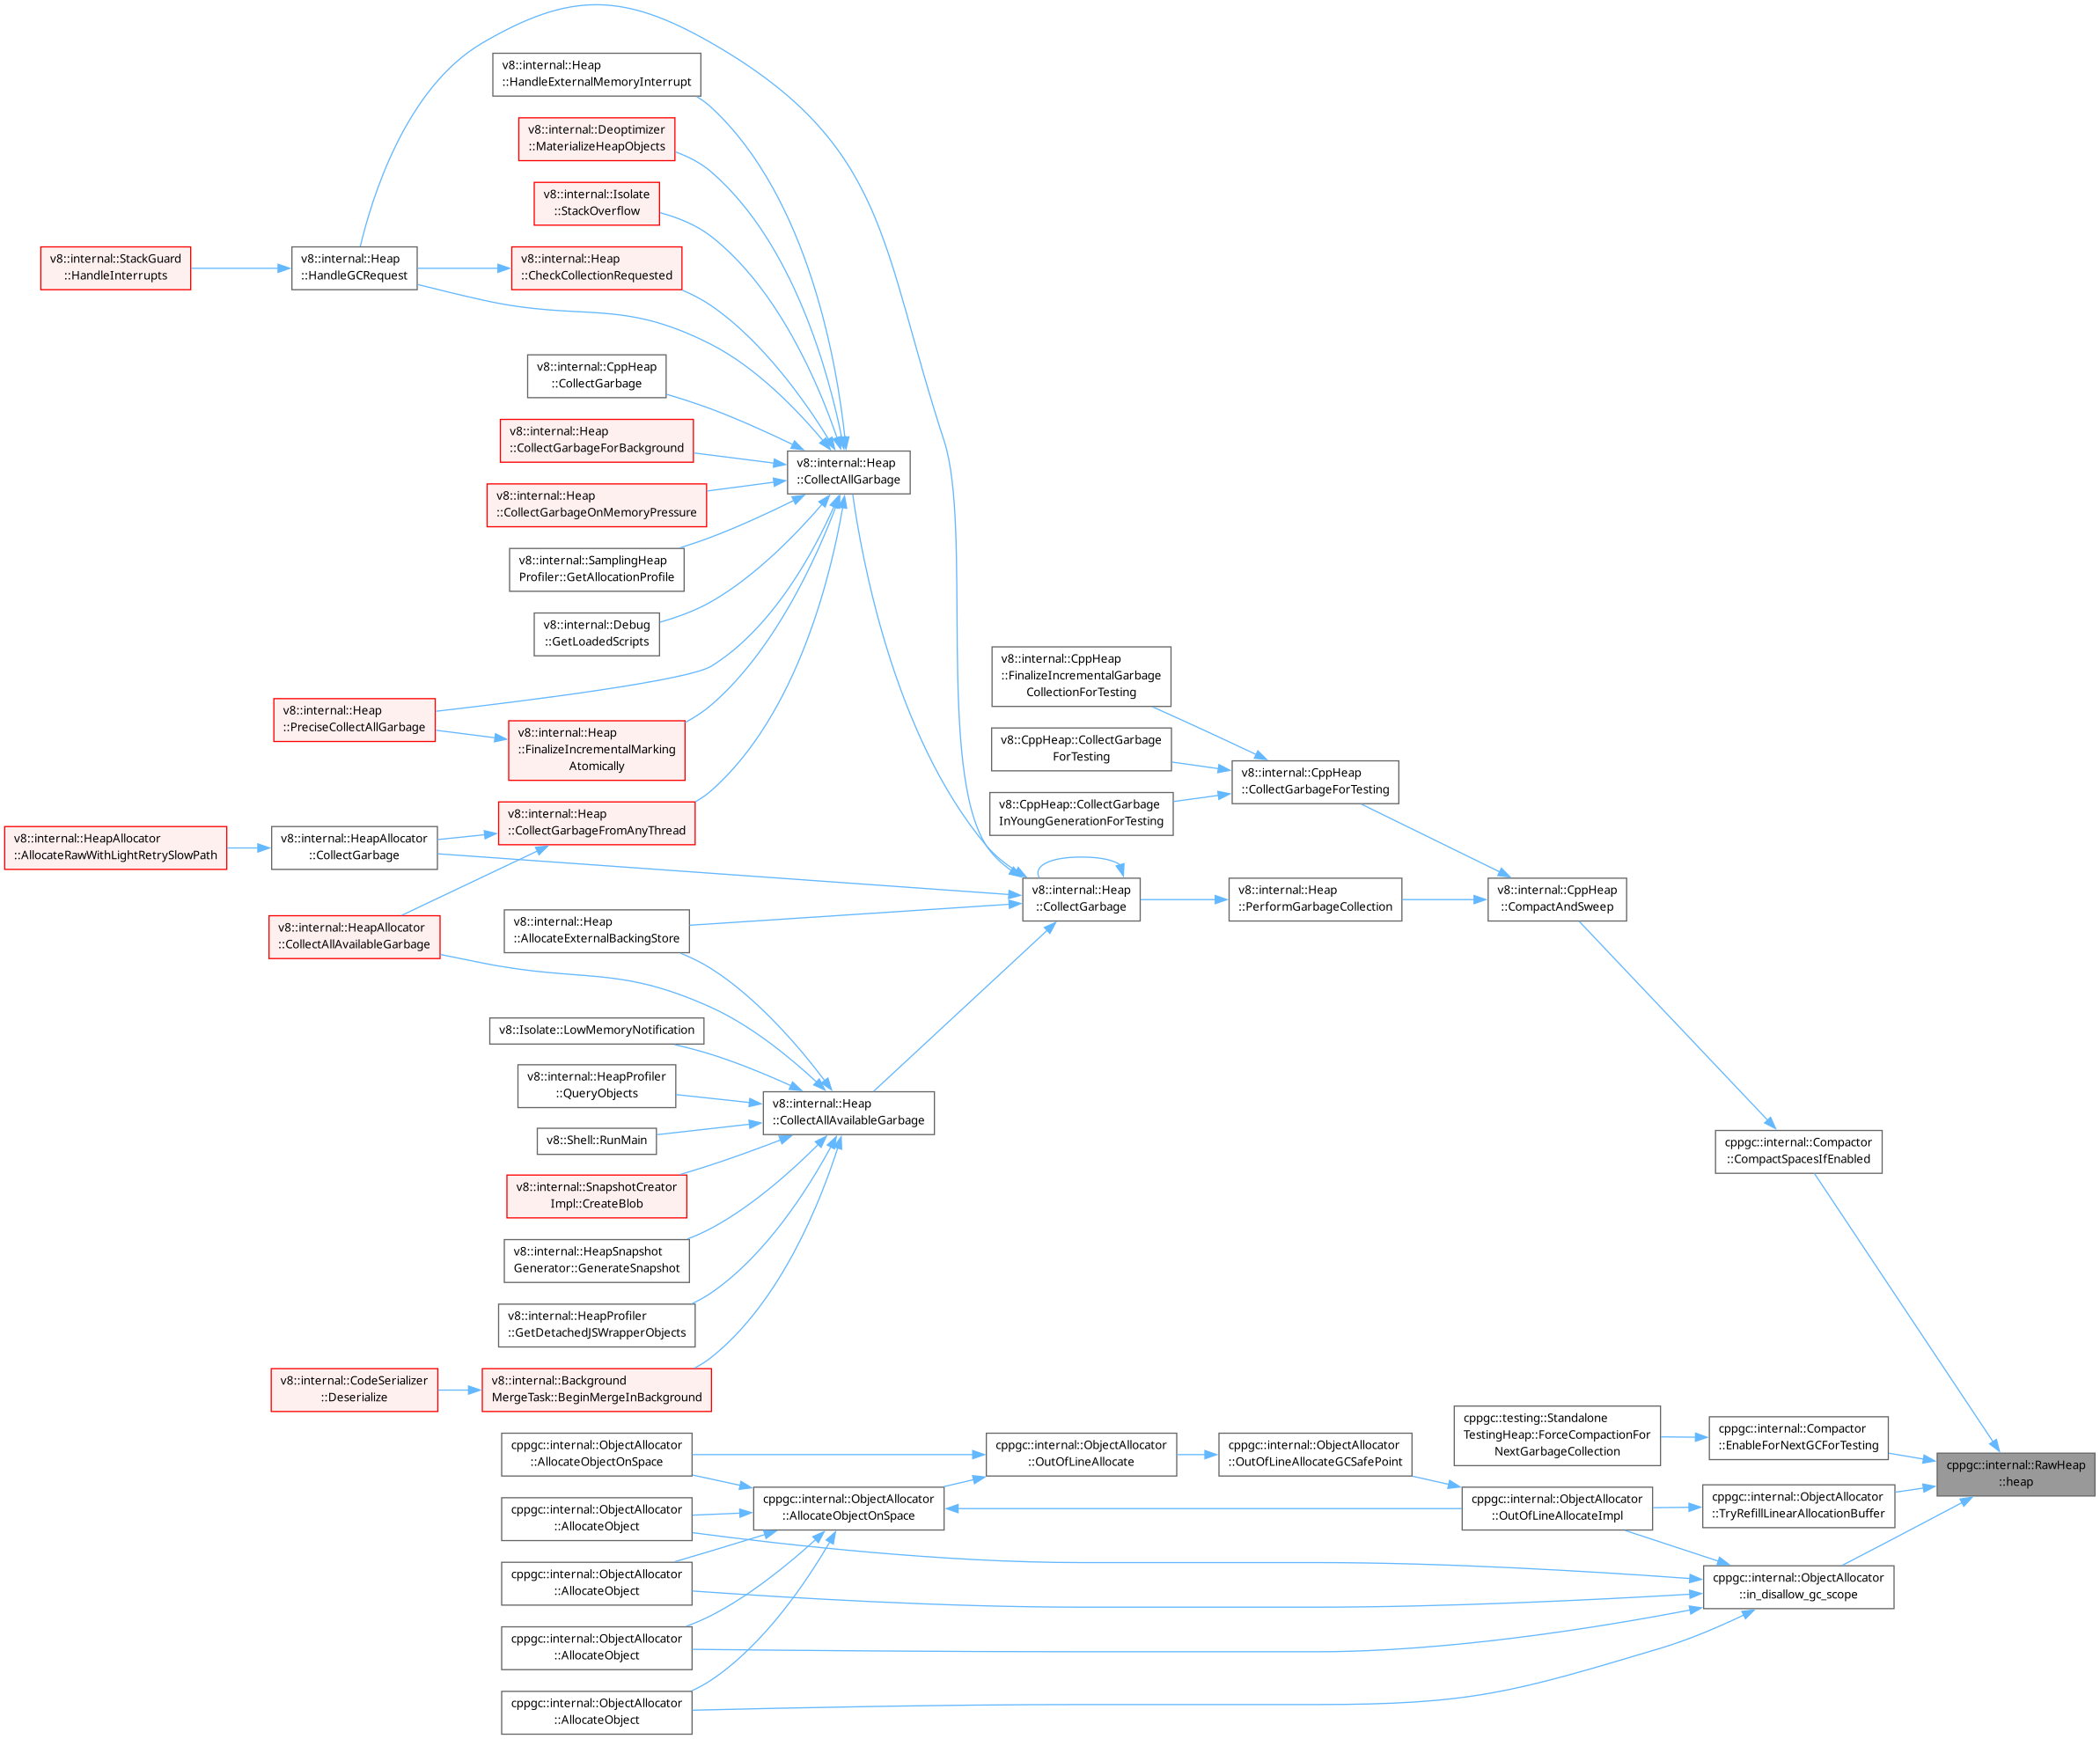 v8::internal::Heap
::HandleExternalMemoryInterrupt
v8::internal::Deoptimizer
::MaterializeHeapObjects
v8::internal::Isolate
::StackOverflow
v8::internal::StackGuard
::HandleInterrupts
v8::internal::Heap
::HandleGCRequest
v8::internal::Heap
::CheckCollectionRequested
v8::internal::CppHeap
::CollectGarbage
v8::internal::Heap
::CollectGarbageForBackground
v8::internal::Heap
::CollectAllGarbage
v8::internal::Heap
::CollectGarbageOnMemoryPressure
v8::internal::SamplingHeap
Profiler::GetAllocationProfile
v8::internal::Debug
::GetLoadedScripts
v8::internal::CppHeap
::FinalizeIncrementalGarbage
CollectionForTesting
v8::internal::Heap
::PreciseCollectAllGarbage
v8::internal::Heap
::FinalizeIncrementalMarking
Atomically
v8::CppHeap::CollectGarbage
ForTesting
v8::internal::CppHeap
::CollectGarbageForTesting
v8::CppHeap::CollectGarbage
InYoungGenerationForTesting
v8::internal::HeapAllocator
::AllocateRawWithLightRetrySlowPath
v8::internal::HeapAllocator
::CollectGarbage
v8::internal::Heap
::CollectGarbageFromAnyThread
v8::internal::Heap
::CollectGarbage
v8::internal::Heap
::PerformGarbageCollection
v8::internal::CppHeap
::CompactAndSweep
v8::internal::HeapAllocator
::CollectAllAvailableGarbage
v8::internal::Heap
::AllocateExternalBackingStore
v8::Isolate::LowMemoryNotification
v8::internal::HeapProfiler
::QueryObjects
v8::internal::Heap
::CollectAllAvailableGarbage
v8::Shell::RunMain
cppgc::internal::Compactor
::CompactSpacesIfEnabled
v8::internal::SnapshotCreator
Impl::CreateBlob
v8::internal::HeapSnapshot
Generator::GenerateSnapshot
v8::internal::HeapProfiler
::GetDetachedJSWrapperObjects
v8::internal::CodeSerializer
::Deserialize
v8::internal::Background
MergeTask::BeginMergeInBackground
cppgc::internal::ObjectAllocator
::AllocateObjectOnSpace
cppgc::internal::ObjectAllocator
::OutOfLineAllocate
cppgc::internal::ObjectAllocator
::OutOfLineAllocateGCSafePoint
cppgc::testing::Standalone
TestingHeap::ForceCompactionFor
NextGarbageCollection
cppgc::internal::Compactor
::EnableForNextGCForTesting
cppgc::internal::RawHeap
::heap
cppgc::internal::ObjectAllocator
::AllocateObject
cppgc::internal::ObjectAllocator
::AllocateObjectOnSpace
cppgc::internal::ObjectAllocator
::OutOfLineAllocateImpl
cppgc::internal::ObjectAllocator
::TryRefillLinearAllocationBuffer
cppgc::internal::ObjectAllocator
::AllocateObject
cppgc::internal::ObjectAllocator
::in_disallow_gc_scope
cppgc::internal::ObjectAllocator
::AllocateObject
cppgc::internal::ObjectAllocator
::AllocateObject